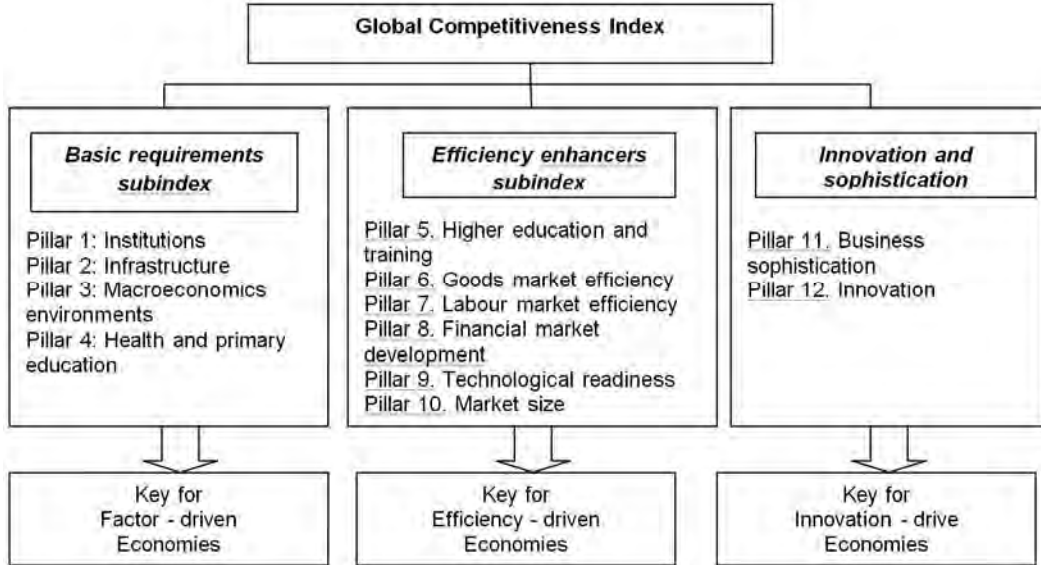 Global Competitiveness Index
Basic requirements
subindex
Pillar 1: Institutions
Pillar 2: Infrastructure
Pillar 3: Macroeconomics
environments
Pillar 4: Health and primary
education
Key for
Factor - driven
Economies
Efficiency enhancers
subindex
Pillar 5. Higher education and
training
Pillar 6. Goods market efficiency
Pillar 7. Labour market efficiency
Pillar 8. Financial market
development
Pillar 9. Technological readiness
Pillar 10. Market size
Key for
Efficiency - driven
Economies
Innovation and
sophistication
Pillar 11. Business
sophistication
Pillar 12. Innovation
Key for
Innovation - drive
Economies